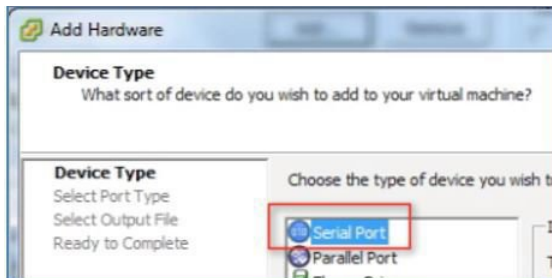 Add Hardware
Device Type
What sort of device do you wish to add to your virtual machine?
Device Type
Select Port Type
Select Output File
Ready to Complete
Choose the type of device you wish
Serial Port
Parallel Port